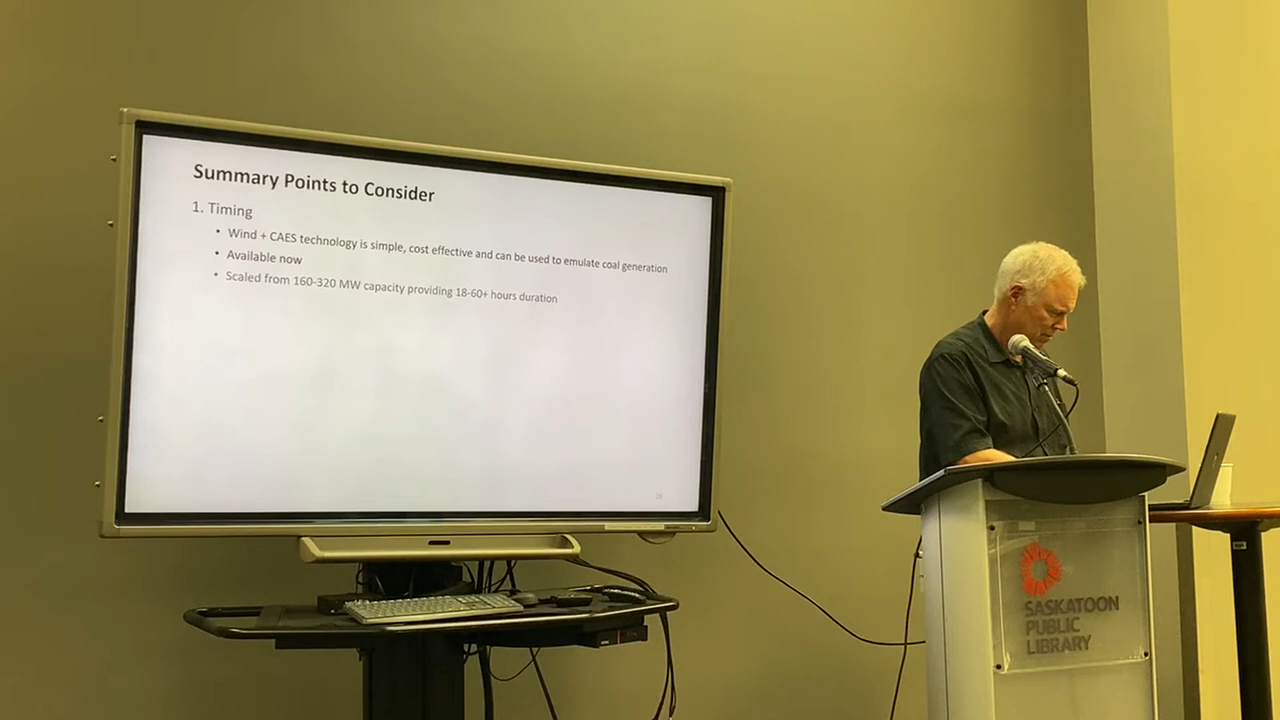 Summary Points to Consider
1. Timing
• Wind + CAES technology is simple, cost effective and can be used to emulate coal generation
• Available now
• Scaled from 160-320 MW capacity providing 18-60+ hours duration
SASKATOON
PUBLIC
LIBRARY